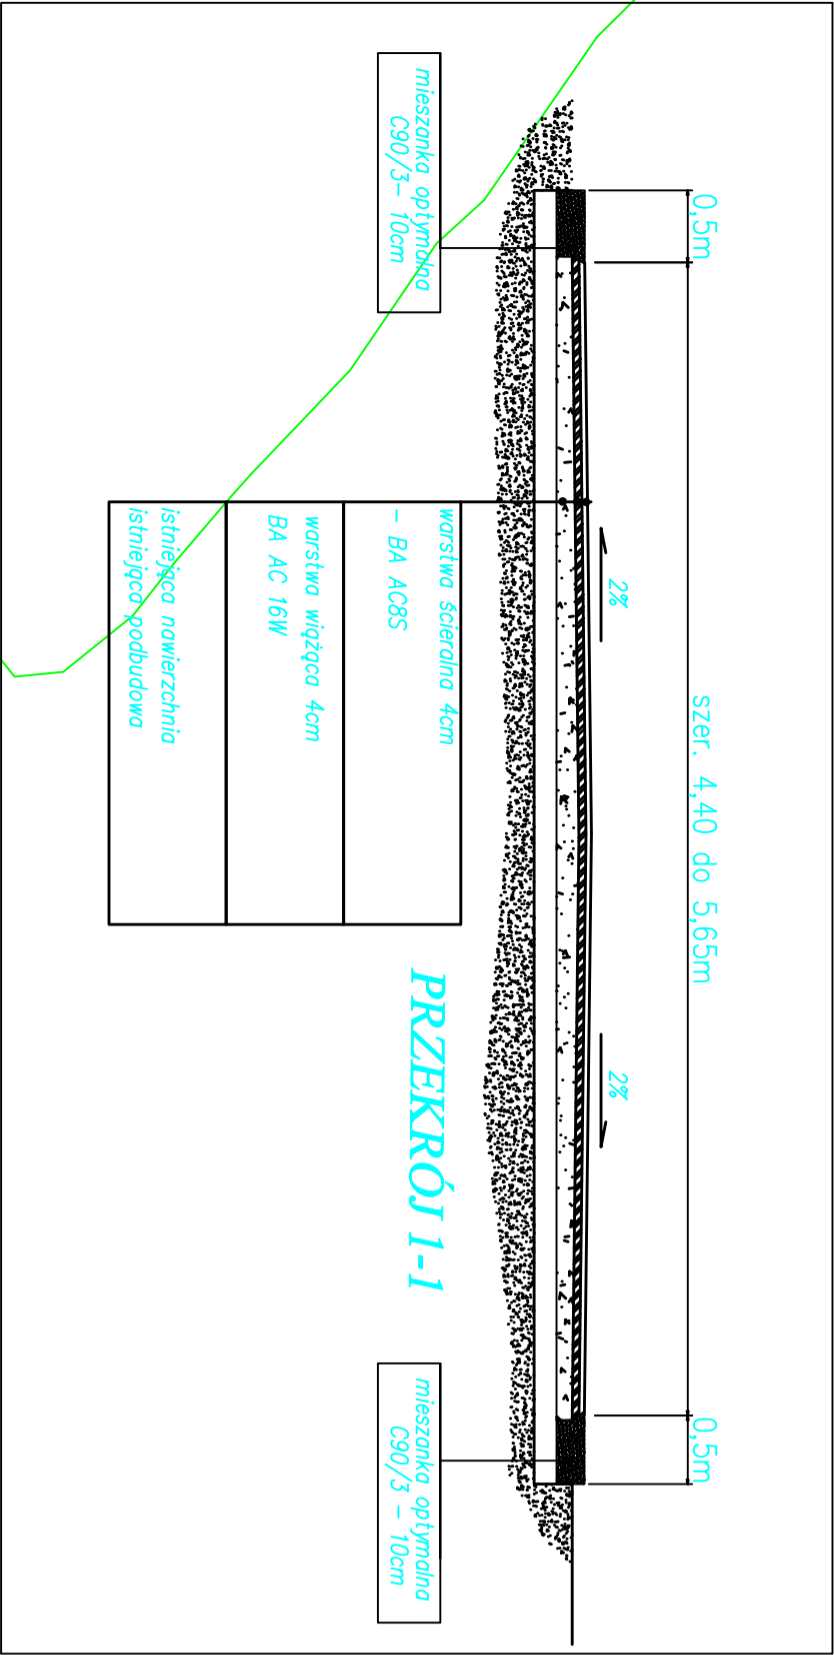 0,5m
szer. 4,40 do 5,65m
0,5m
2%
2%
mieszanka optymalna
C90/3- 10cm
warstwa ścieralna 4cm
- BA AC8S
warstwa wiążąca 4cm
BA AC 16W
istniejąca nawierzchnia
istniejąca podbudowa
PRZEKRÓJ 1-1
mieszanka optymalna
C90/3 - 10cm